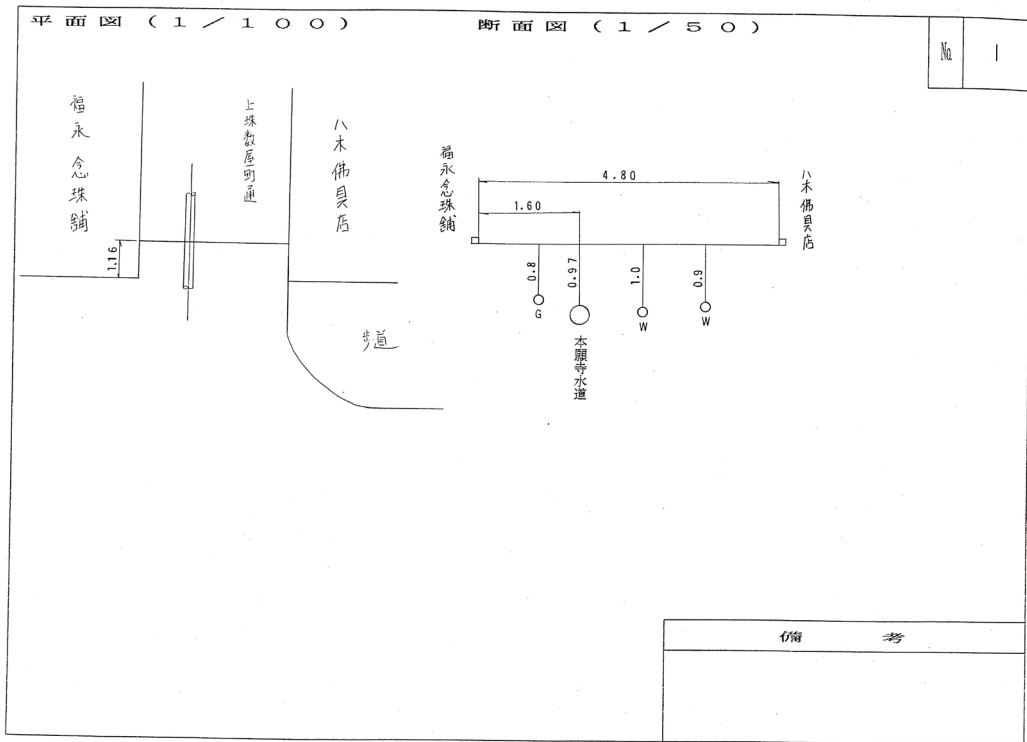 平面図(1/100)
断面図(1/50)
No. 1
福永念珠舗
上珠数屋町通
八木佛具店
1.16
歩道
福永念珠舗
4.80
1.60
八木佛具店
0.8
0.97
1.0
0.9
G
本願寺水道
W
W
備考